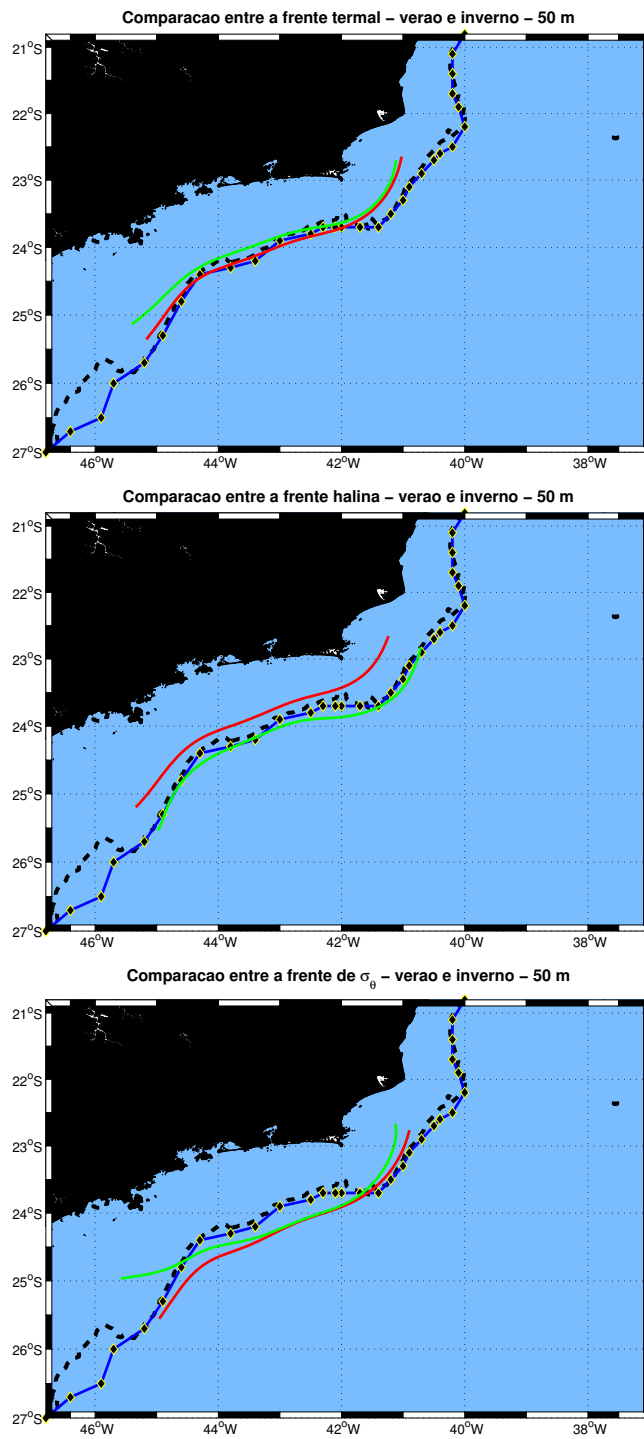 Comparacao entre a frente termal − verao e inverno − 50 m
21°S
22°S
23°S
24°S
25°S
26°S
27°S
46°W 44°W 42°W 40°W 38°W
Comparacao entre a frente halina − verao e inverno − 50 m
21°S
22°S
23°S
24°S
25°S
26°S
27°S
46°W 44°W 42°W 40°W 38°W
Comparacao entre a frente de σθ − verao e inverno − 50 m
21°S
22°S
23°S
24°S
25°S
26°S
27°S
46°W 44°W 42°W 40°W 38°W